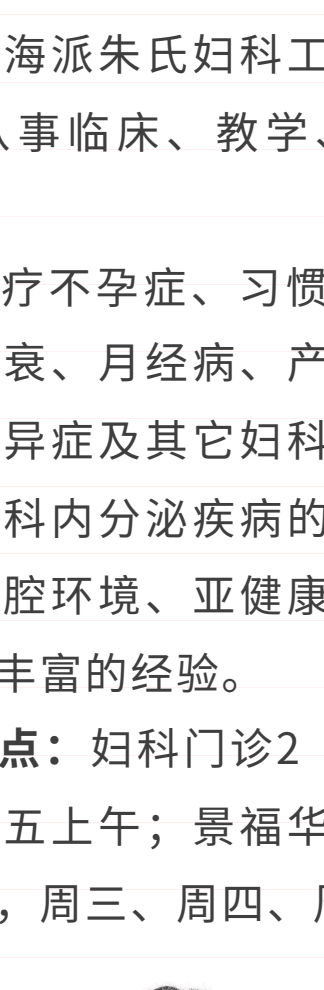 海派朱氏妇科工
从事临床、教学、
疗不孕症、习惯
衰、月经病、产
异症及其它妇科
科内分泌疾病的
腔环境、亚健康
丰富的经验。
点：妇科门诊2
五上午；景福华
，周三、周四、